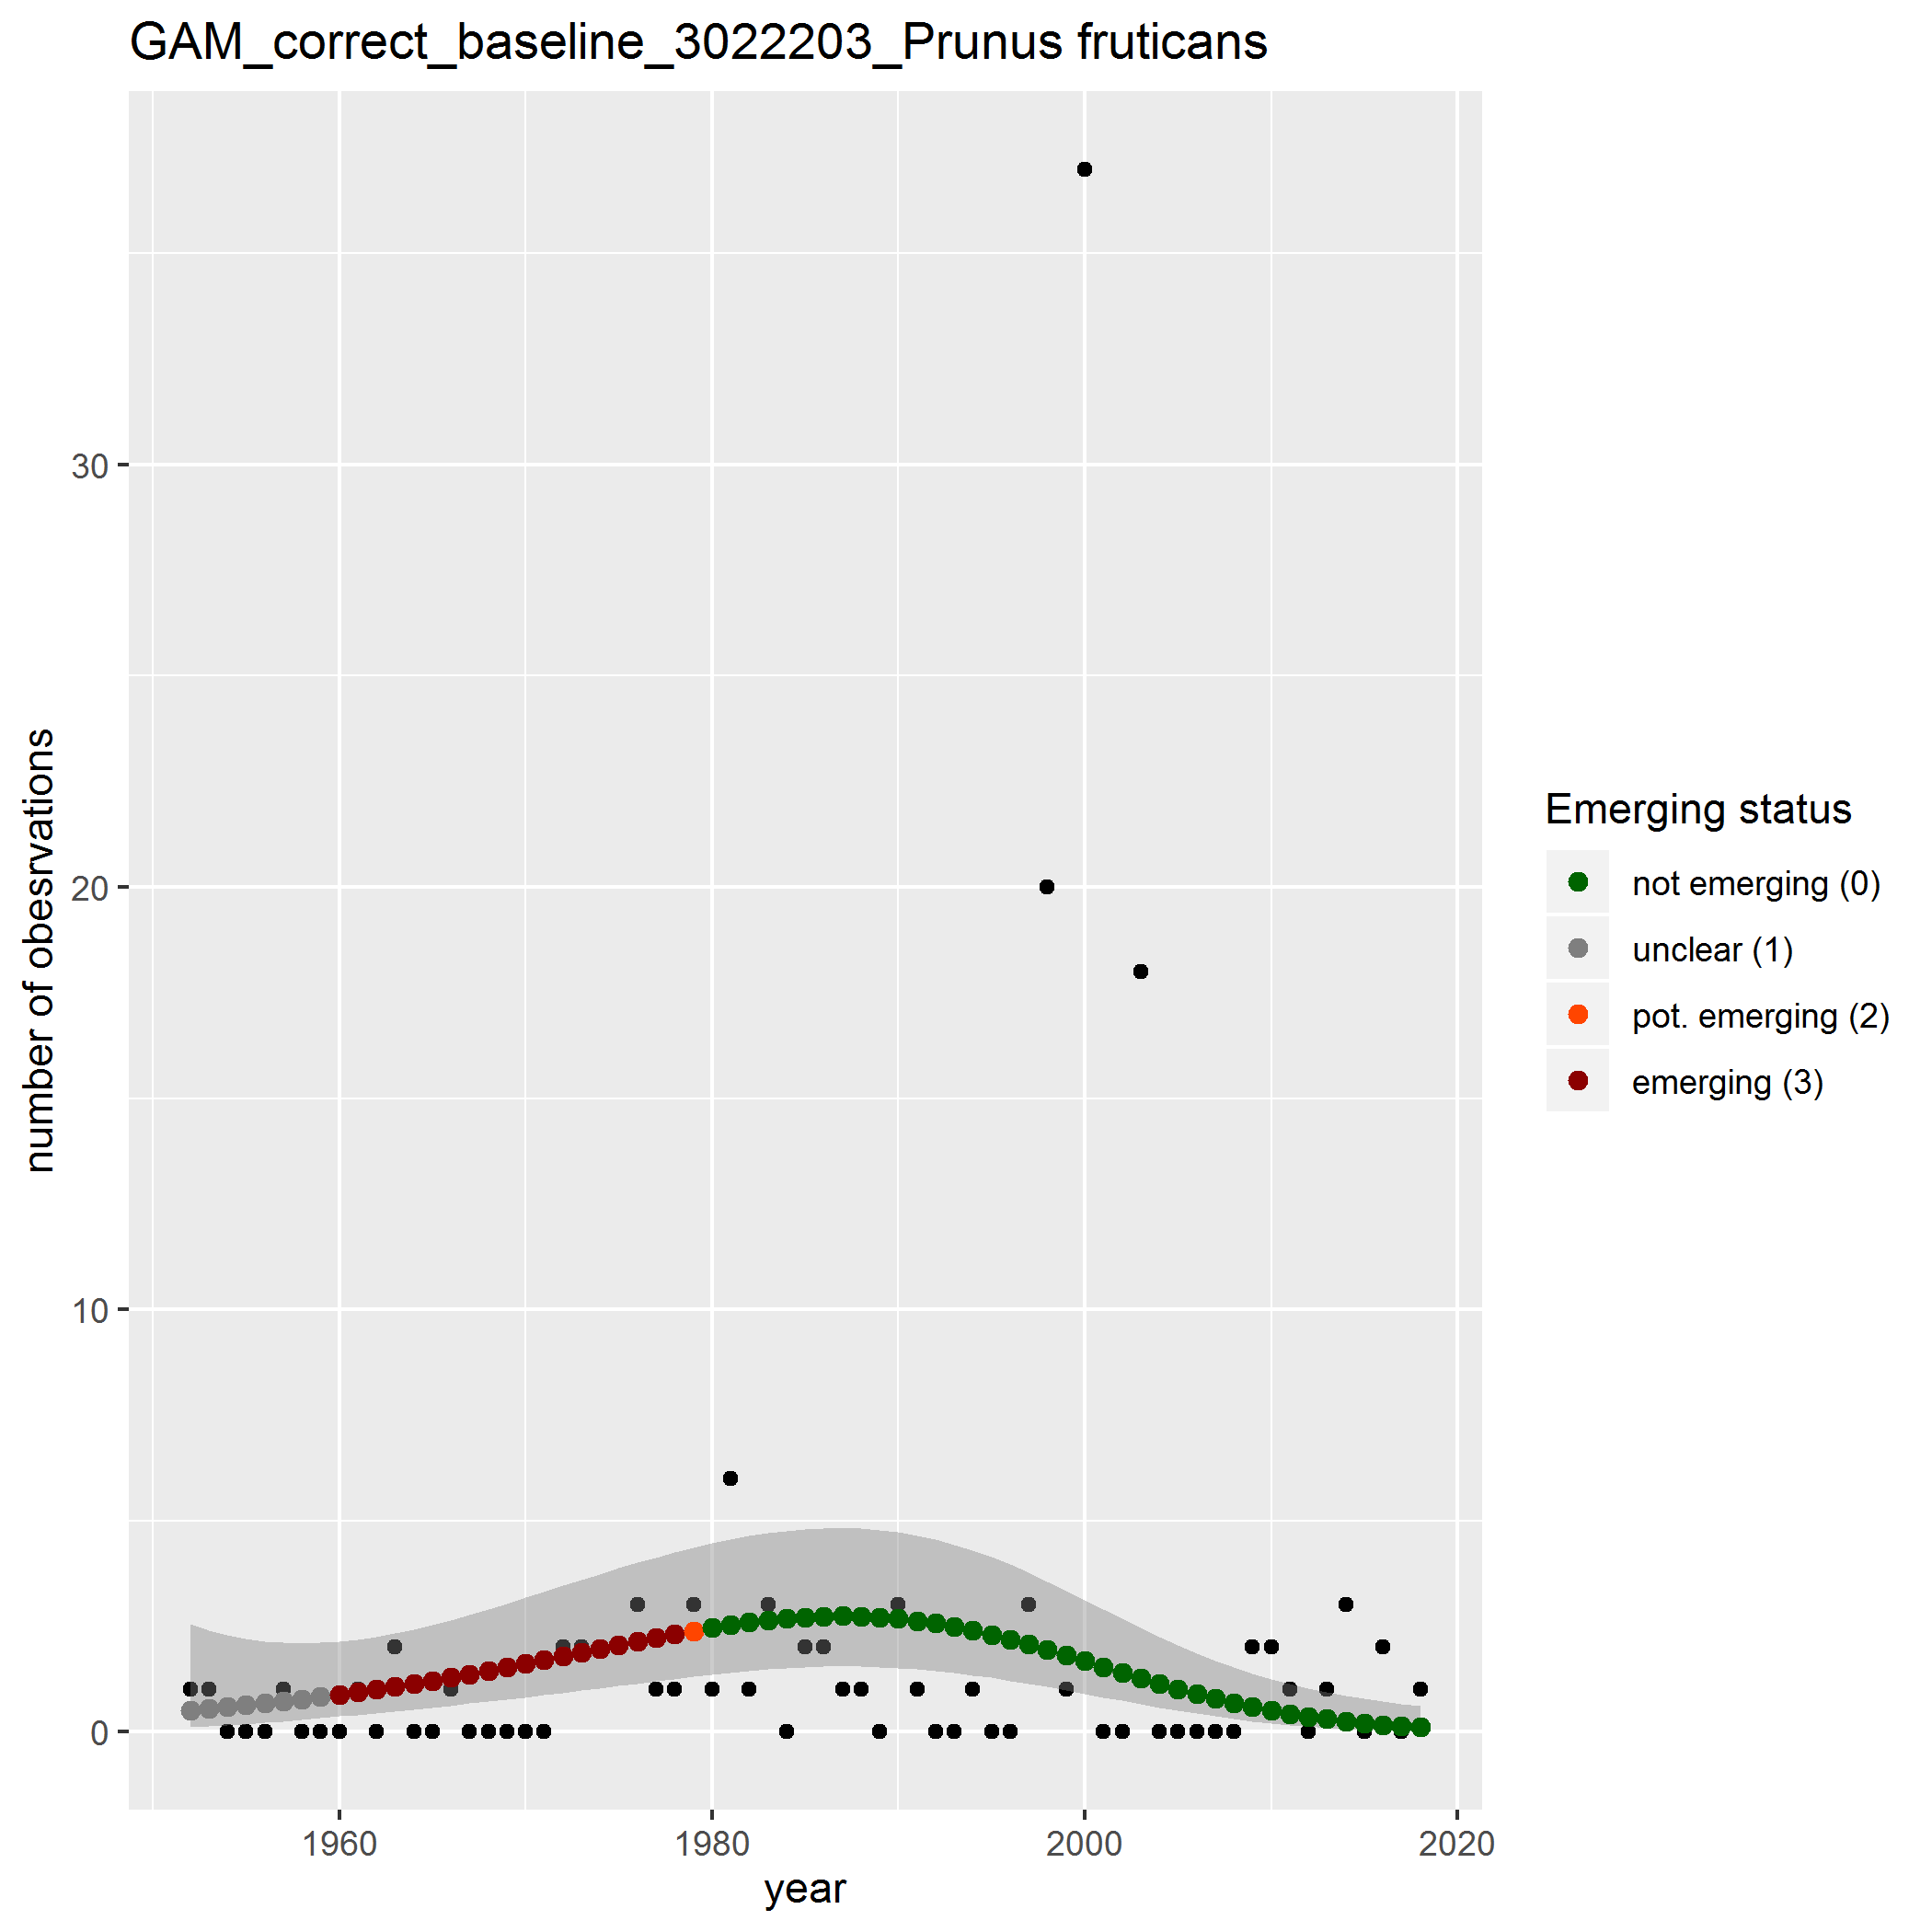 GAM_correct_baseline_3022203_Prunus fruticans
number of obesrvations
30
20
10
0
1960
1980
2000
2020
year
Emerging status
not emerging (0)
unclear (1)
pot. emerging (2)
emerging (3)